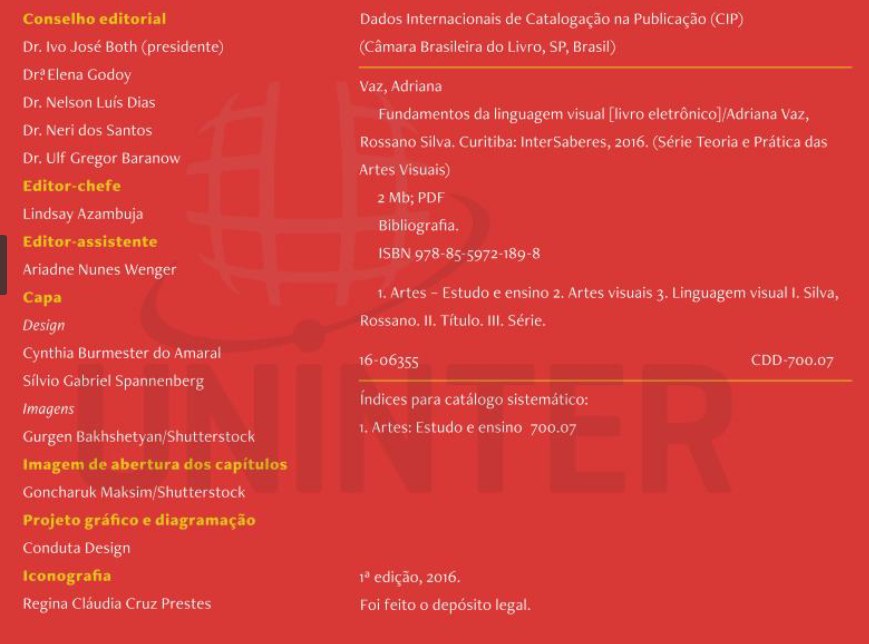 Conselho editorial
Dr. Ivo José Both (presidente)
Dr.ª Elena Godoy
Dr. Nelson Luís Dias
Dr. Neri dos Santos
Dr. Ulf Gregor Baranow
Editor-chefe
Lindsay Azambuja
Editor-assistente
Ariadne Nunes Wenger
Capa
Design
Cynthia Burmester do Amaral
Sílvio Gabriel Spannenberg
Imagens
Gurgen Bakhshetyan/Shutterstock
Imagem de abertura dos capítulos
Goncharuk Maksim/Shutterstock
Projeto gráfico e diagramação
Conduta Design
Iconografia
Regina Cláudia Cruz Prestes
Dados Internacionais de Catalogação na Publicação (CIP)
(Câmara Brasileira do Livro, SP, Brasil)
Vaz, Adriana
Fundamentos da linguagem visual [livro eletrônico]/Adriana Vaz,
Rossano Silva. Curitiba: InterSaberes, 2016. (Série Teoria e Prática das
Artes Visuais)
2 Mb; PDF
Bibliografia.
ISBN 978-85-5972-189-8
1. Artes – Estudo e ensino 2. Artes visuais 3. Linguagem visual I. Silva,
Rossano. II. Título. III. Série.
16-06355 CDD-700.07
Índices para catálogo sistemático:
1. Artes: Estudo e ensino 700.07
1ª edição, 2016.
Foi feito o depósito legal.
UNINTER